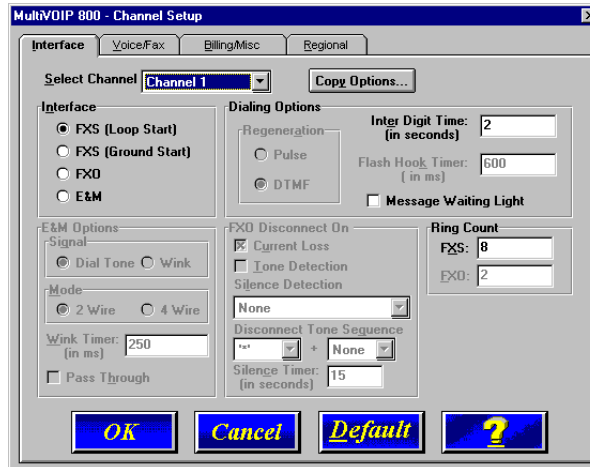 MultiVOIP 800 - Channel Setup
Interface Voice/Fax Billing/Misc Regional
Select Channel Channel 1 Copy Options...
Interface
FXS (Loop Start)
FXS (Ground Start)
FXO
E&M
Dialing Options
Regeneration
Pulse
DTMF
Inter Digit Time: 2
(in seconds)
Flash Hook Timer: 600
( in ms)
Message Waiting Light
E&M Options
Signal
Dial Tone Wink
Mode
2 Wire 4 Wire
Wink Timer: 250
(in ms)
Pass Through
FXO Disconnect On
Current Loss
Tone Detection
Silence Detection
None
Disconnect Tone Sequence
'*' + None
Silence Timer: 15
(in seconds)
Ring Count
FXS: 8
FXO: 2
OK Cancel Default ?